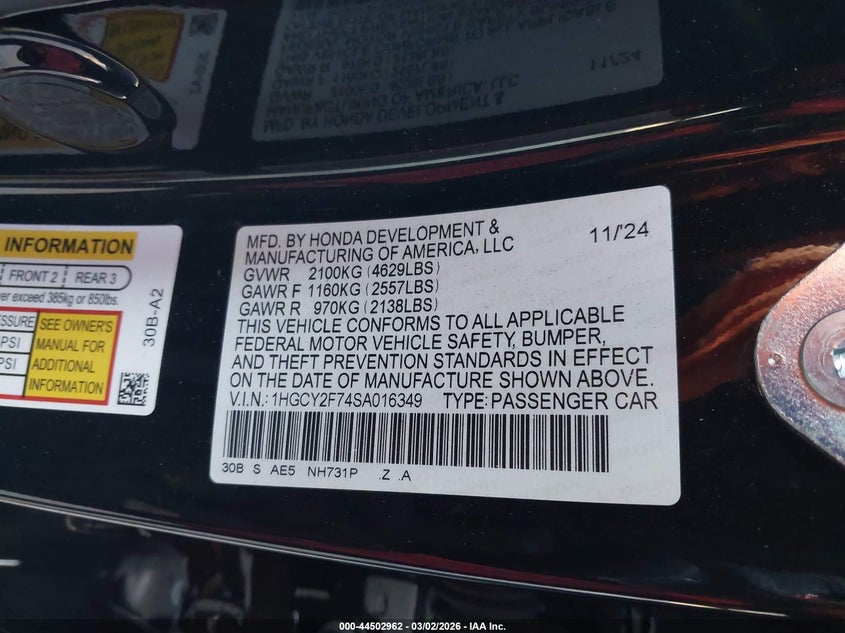 MFD. BY HONDA DEVELOPMENT &
MANUFACTURING OF AMERICA, LLC
11/'24
GVWR 2100KG (4629LBS)
GAWR F 1160KG (2557LBS)
GAWR R 970KG (2138LBS)
THIS VEHICLE CONFORMS TO ALL APPLICABLE
FEDERAL MOTOR VEHICLE SAFETY, BUMPER,
AND THEFT PREVENTION STANDARDS IN EFFECT
ON THE DATE OF MANUFACTURE SHOWN ABOVE.
V.I.N.: 1HGCY2F74SA016349 TYPE: PASSENGER CAR
30B S AE5 NH731P .Z .A
INFORMATION
FRONT 2 REAR 3
exceed 385kg or 850lbs.
SEE OWNER'S
MANUAL FOR
ADDITIONAL
INFORMATION
PSI
PSI
30B-A2
000-44502962 - 03/02/2026 - IAA Inc.